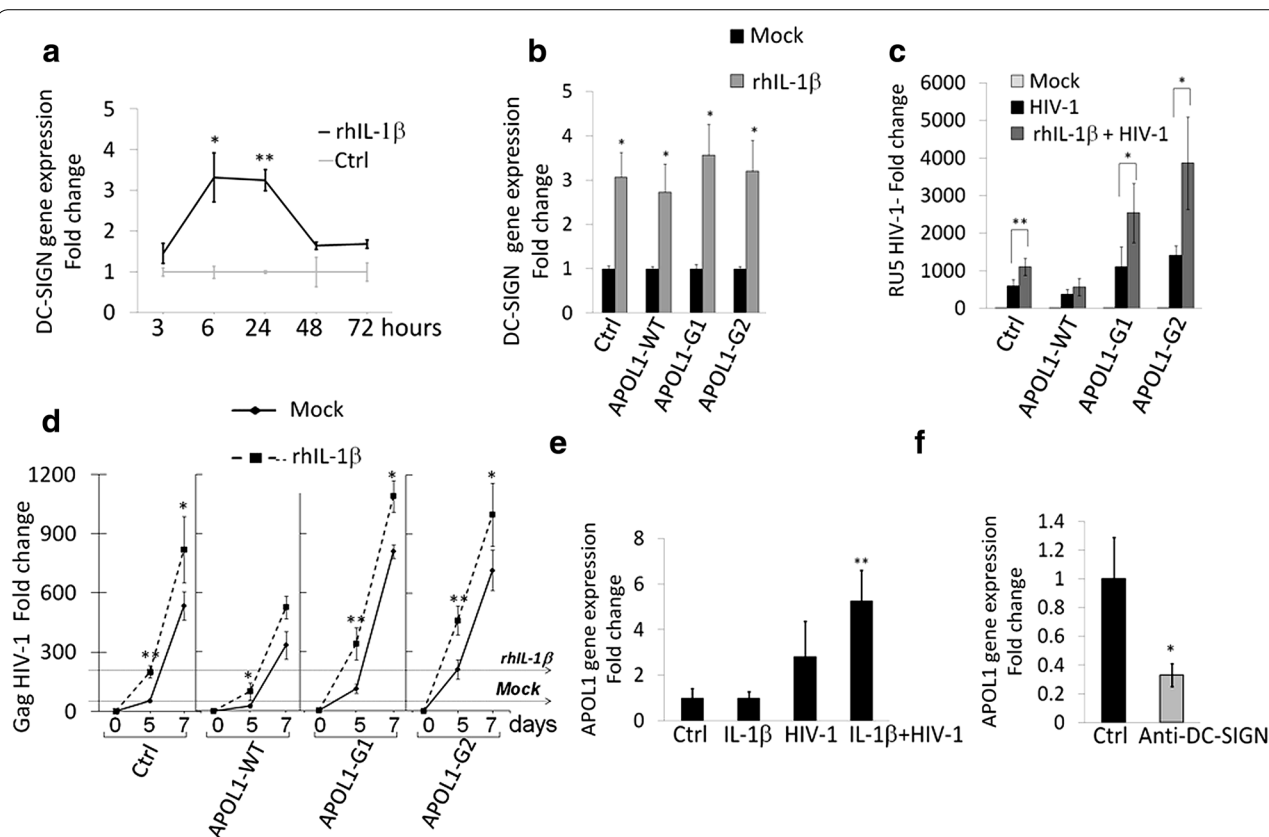 a
DC-SIGN gene expression
Fold change
5
4
3
2
1
0
* **
rhIL-1β
Ctrl
3 6 24 48 72 hours
b
Mock
rhIL-1β
DC-SIGN gene expression
Fold change
5
4
3
2
1
0
* * * *
Ctrl
APOL1-WT
APOL1-G1
APOL1-G2
c
RU5 HIV-1- Fold change
6000
5000
4000
3000
2000
1000
0
Mock
HIV-1
rhIL-1β + HIV-1
** * *
Ctrl
APOL1-WT
APOL1-G1
APOL1-G2
d
Mock
rhIL-1β
Gag HIV-1 Fold change
1200
900
600
300
0
** * * ** * ** *
rhIL-1β
Mock
0 5 7 0 5 7 0 5 7 0 5 7 days
Ctrl
APOL1-WT
APOL1-G1
APOL1-G2
e
APOL1 gene expression
Fold change
8
6
4
2
0
**
Ctrl IL-1β HIV-1 IL-1β+HIV-1
f
APOL1 gene expression
Fold change
1.4
1.2
1
0.8
0.6
0.4
0.2
0
*
Ctrl Anti-DC-SIGN